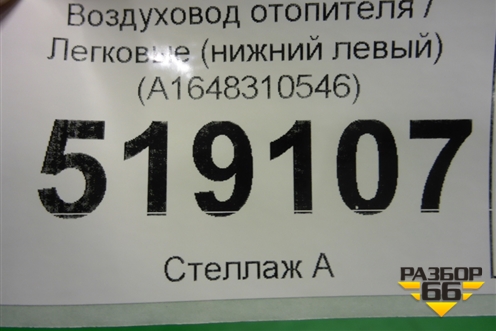 Воздуховод отопителя /
Легковые (нижний левый)
(A1648310546)
519107
Стеллаж А
РАЗБОР
66